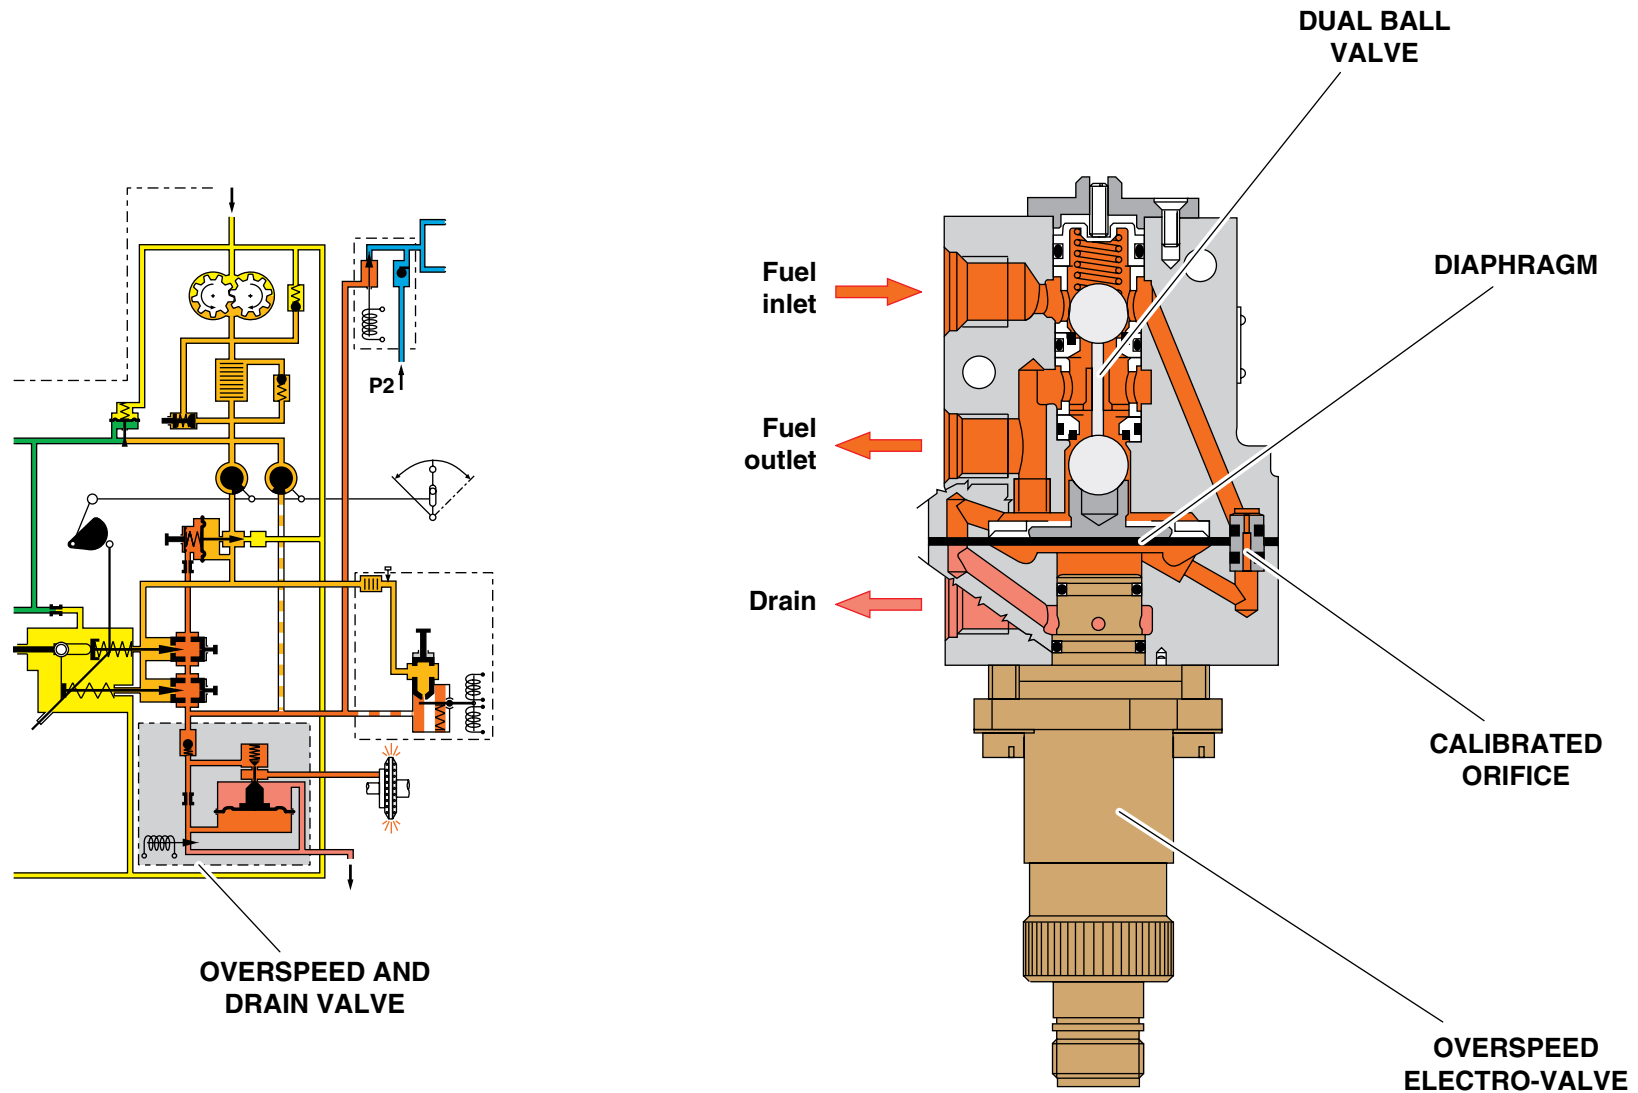 DUAL BALL
VALVE
DIAPHRAGM
Fuel
inlet
P2
Fuel
outlet
Drain
CALIBRATED
ORIFICE
OVERSPEED AND
DRAIN VALVE
OVERSPEED
ELECTRO-VALVE